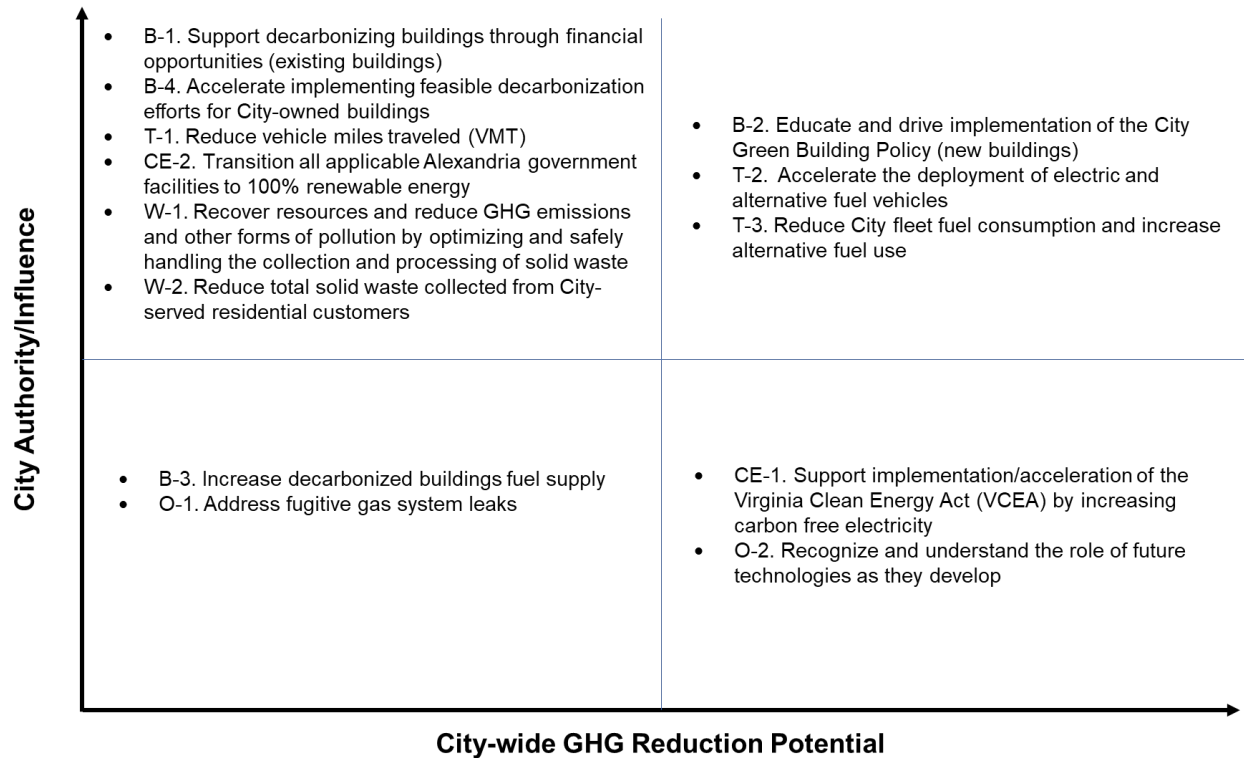 City Authority/Influence
• B-1. Support decarbonizing buildings through financial
opportunities (existing buildings)
• B-4. Accelerate implementing feasible decarbonization
efforts for City-owned buildings
• T-1. Reduce vehicle miles traveled (VMT)
• CE-2. Transition all applicable Alexandria government
facilities to 100% renewable energy
• W-1. Recover resources and reduce GHG emissions
and other forms of pollution by optimizing and safely
handling the collection and processing of solid waste
• W-2. Reduce total solid waste collected from City-
served residential customers
• B-2. Educate and drive implementation of the City
Green Building Policy (new buildings)
• T-2. Accelerate the deployment of electric and
alternative fuel vehicles
• T-3. Reduce City fleet fuel consumption and increase
alternative fuel use
• B-3. Increase decarbonized buildings fuel supply
• O-1. Address fugitive gas system leaks
• CE-1. Support implementation/acceleration of the
Virginia Clean Energy Act (VCEA) by increasing
carbon free electricity
• O-2. Recognize and understand the role of future
technologies as they develop
City-wide GHG Reduction Potential